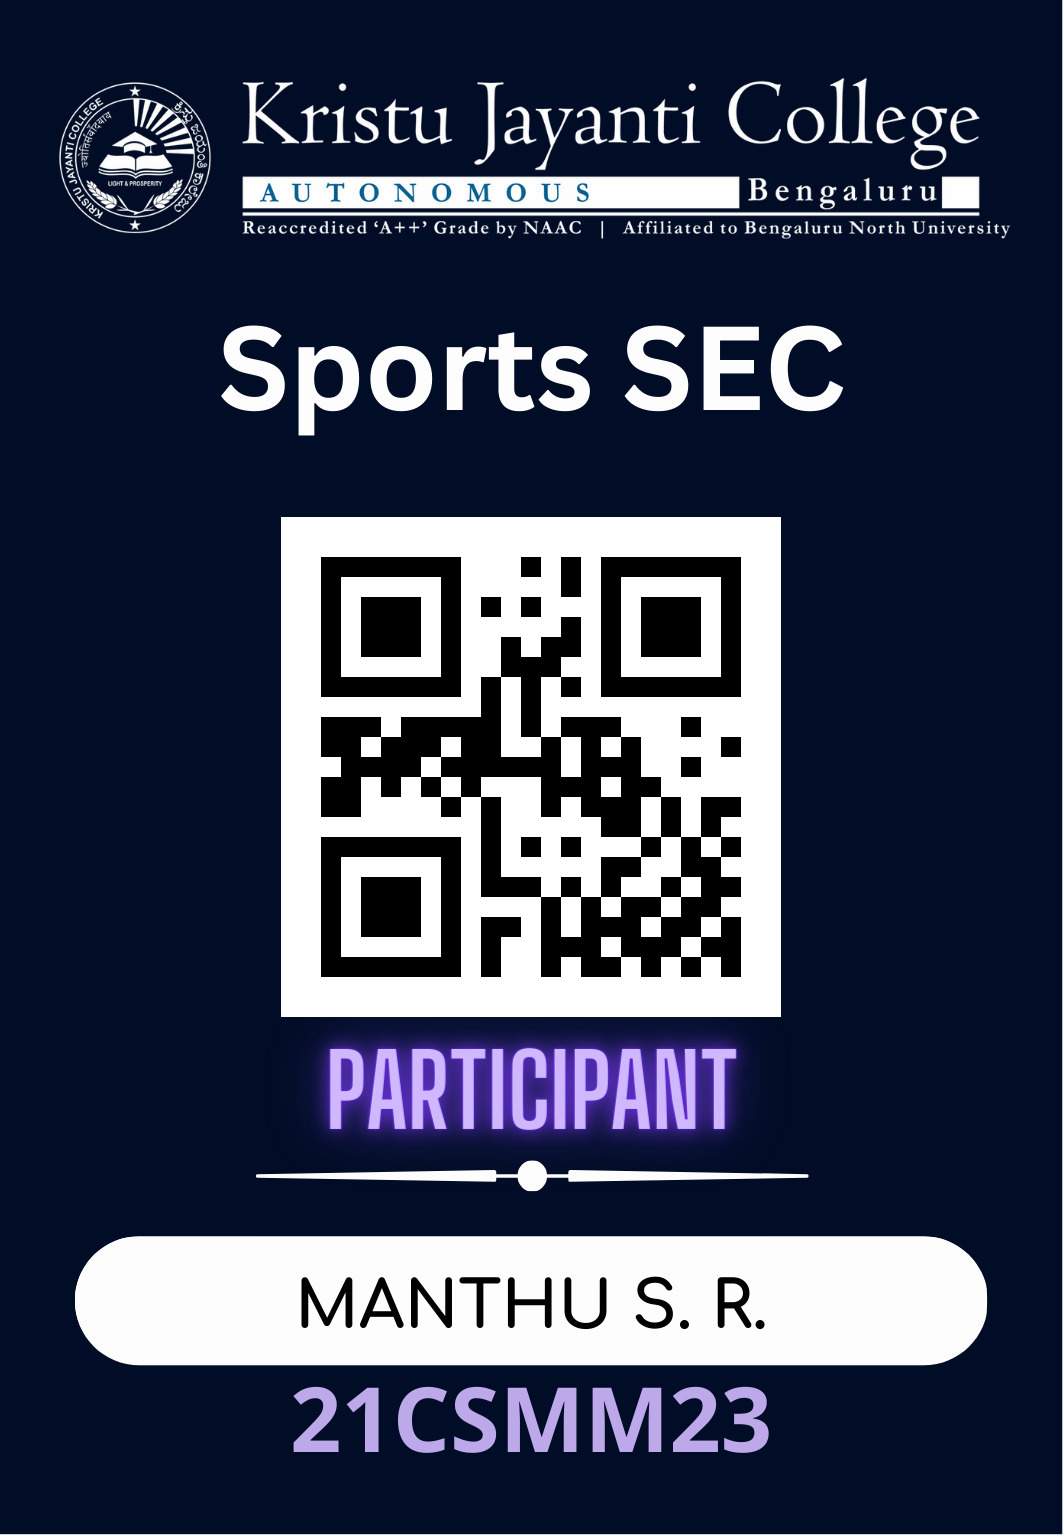 KRISTU JAYANTI COLLEGE
ಕ್ರಿಸ್ತು ಜಯಂತಿ ಕಾಲೇಜು
LIGHT & PROSPERITY
Kristu Jayanti College
AUTONOMOUS Bengaluru
Reaccredited ‘A++’ Grade by NAAC | Affiliated to Bengaluru North University
Sports SEC
PARTICIPANT
MANTHU S. R.
21CSMM23